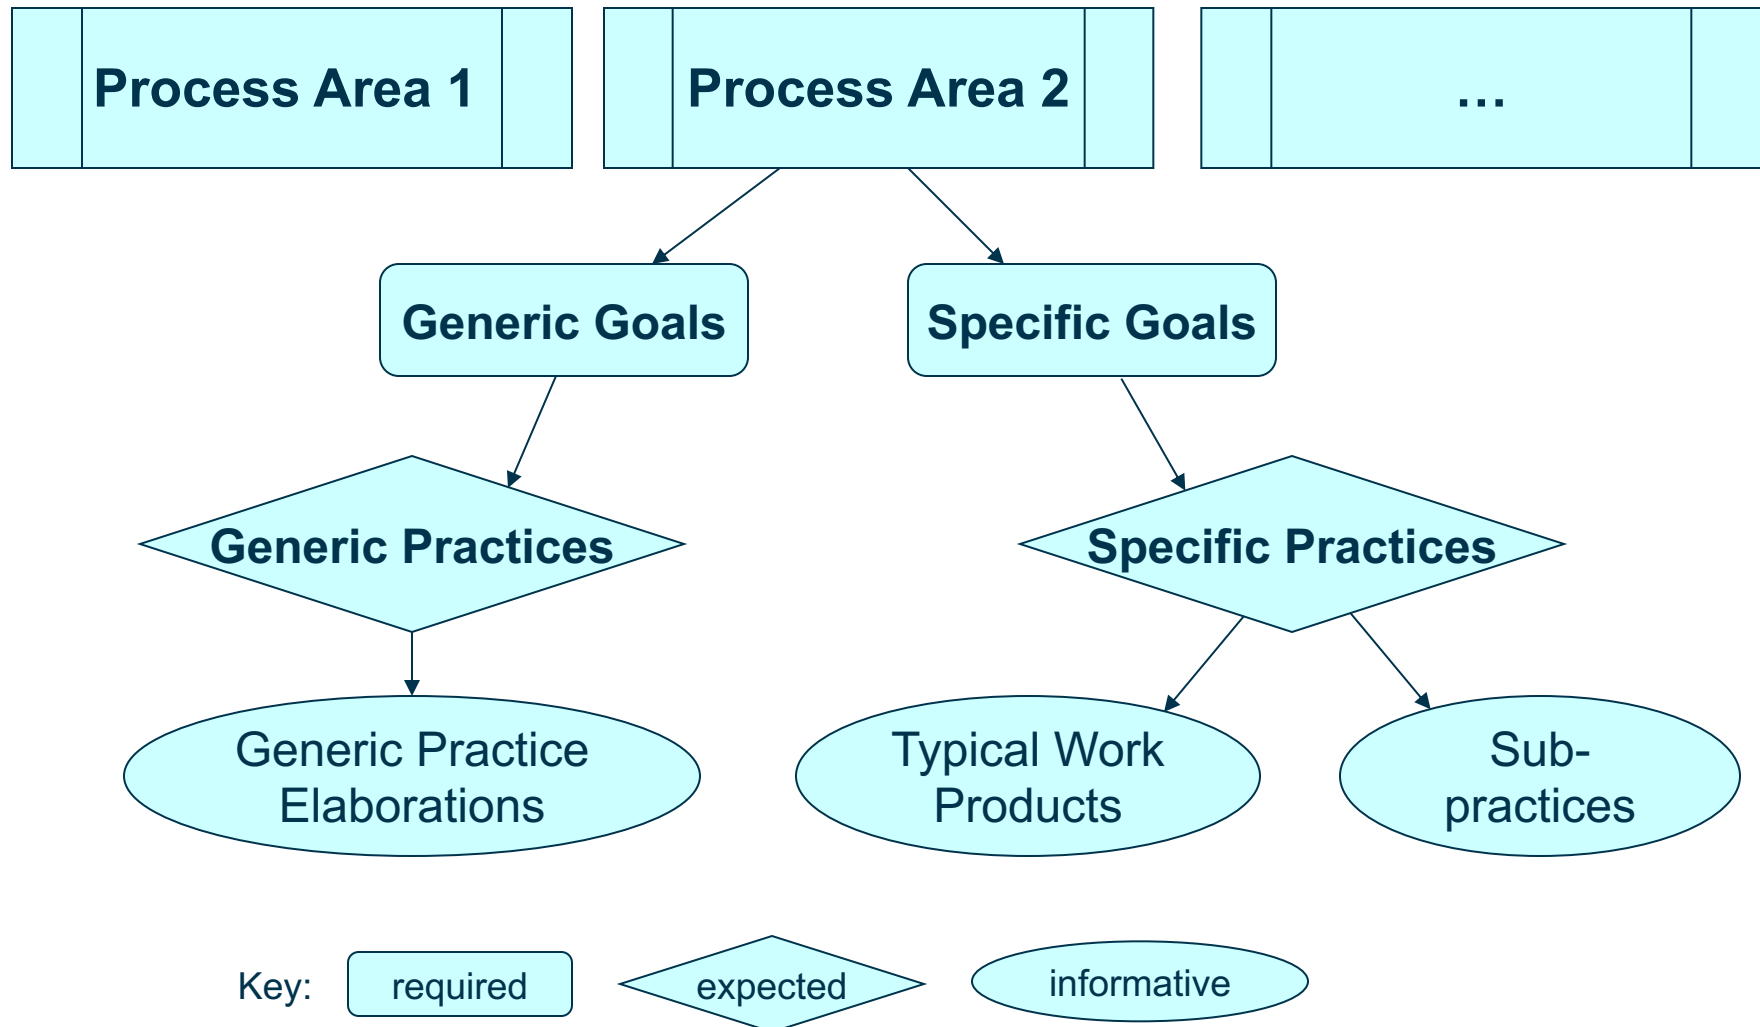 Process Area 1
Process Area 2
...
Generic Goals
Specific Goals
Generic Practices
Specific Practices
Generic Practice
Elaborations
Typical Work
Products
Sub-
practices
Key:
required
expected
informative